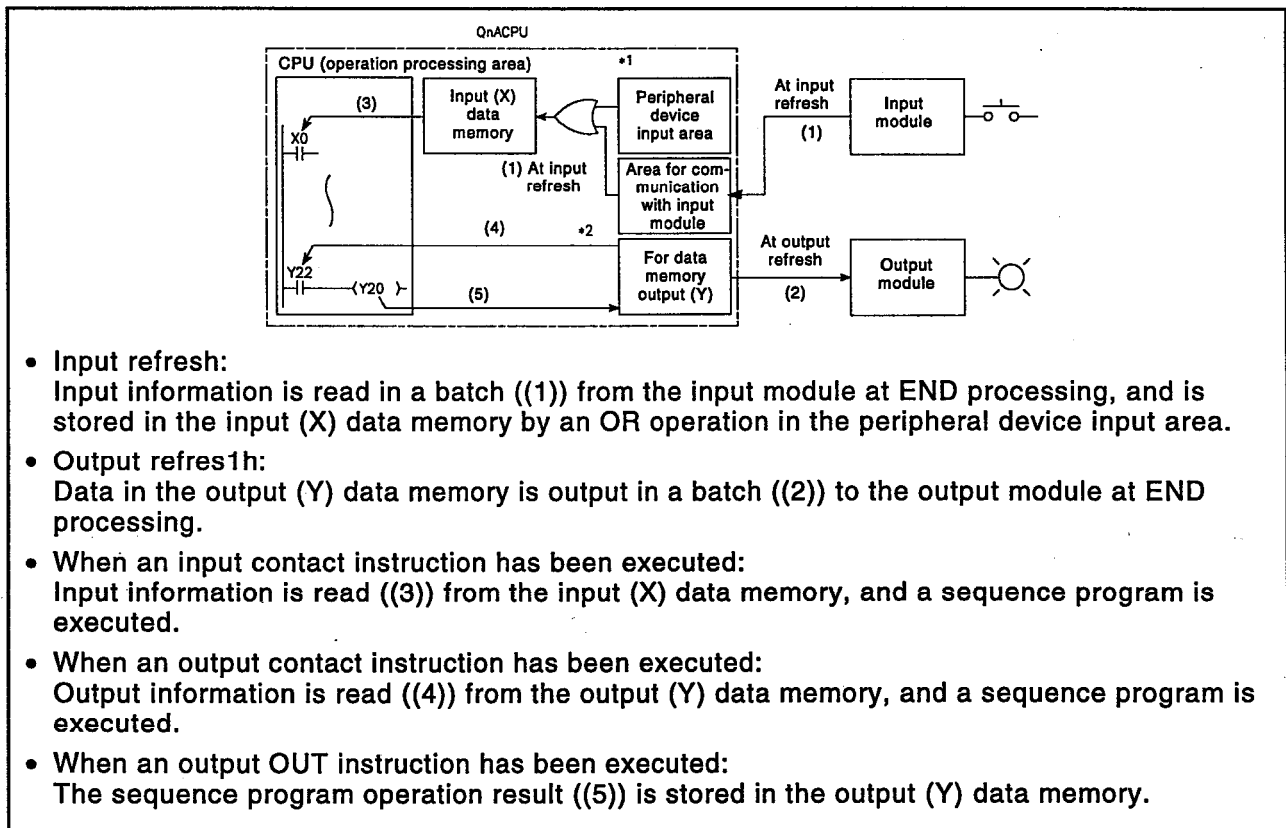 QnACPU
CPU (operation processing area)
*1
(3)
Input (X)
data
memory
Peripheral
device
input area
At input
refresh
(1)
Input
module
X0
(1) At input
refresh
Area for com-
munication
with input
module
(4)
*2
Y22
Y20
(5)
For data
memory
output (Y)
At output
refresh
(2)
Output
module
• Input refresh:
Input information is read in a batch ((1)) from the input module at END processing, and is
stored in the input (X) data memory by an OR operation in the peripheral device input area.
• Output refres1h:
Data in the output (Y) data memory is output in a batch ((2)) to the output module at END
processing.
• When an input contact instruction has been executed:
Input information is read ((3)) from the input (X) data memory, and a sequence program is
executed.
• When an output contact instruction has been executed:
Output information is read ((4)) from the output (Y) data memory, and a sequence program is
executed.
• When an output OUT instruction has been executed:
The sequence program operation result ((5)) is stored in the output (Y) data memory.